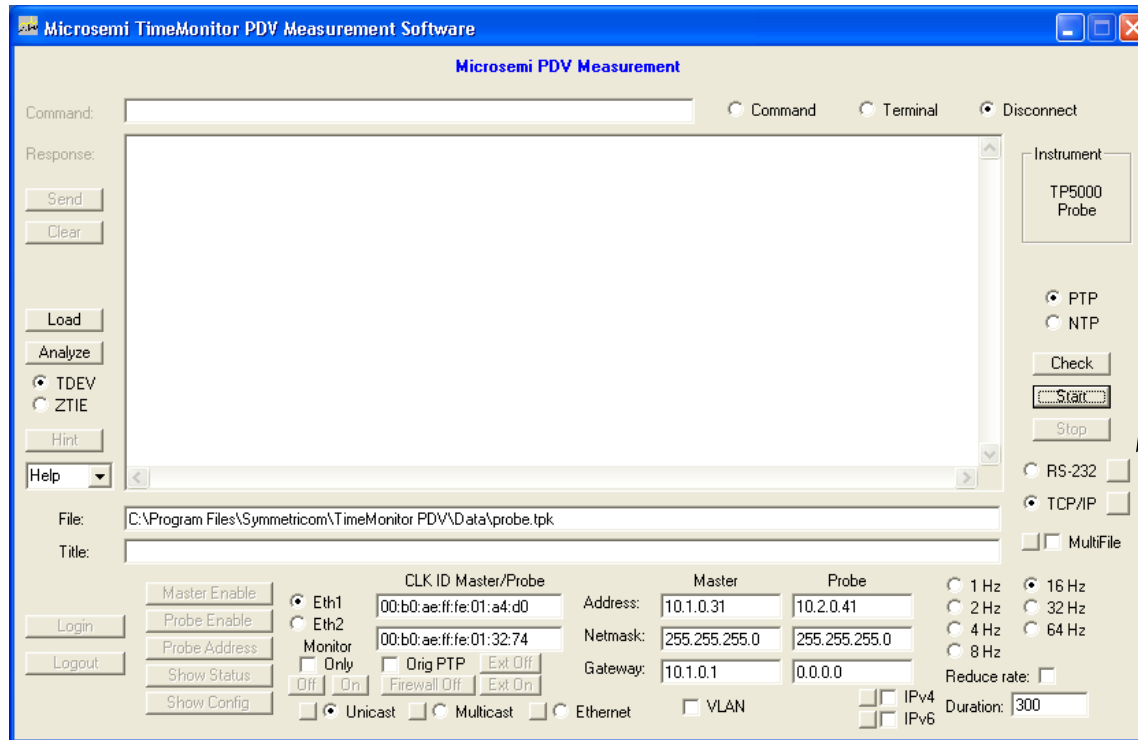 Microsemi TimeMonitor PDV Measurement Software
Microsemi PDV Measurement
Command:
Command
Terminal
Disconnect
Response:
Instrument
TP5000
Probe
Send
Clear
PTP
NTP
Load
Analyze
TDEV
ZTIE
Hint
Help
Check
Start
Stop
RS-232
TCP/IP
MultiFile
File: C:\Program Files\Symmetricom\TimeMonitor PDV\Data\probe.tpk
Title:
Login
Logout
Master Enable
Probe Enable
Probe Address
Show Status
Show Config
Eth1
Eth2
Monitor
Only
Off On
CLK ID Master/Probe
00:b0:ae:ff:fe:01:a4:d0
00:b0:ae:ff:fe:01:32:74
Orig PTP Ext Off
Firewall Off Ext On
Unicast Multicast Ethernet
Master Probe
Address: 10.1.0.31 10.2.0.41
Netmask: 255.255.255.0 255.255.255.0
Gateway: 10.1.0.1 0.0.0.0
VLAN
IPv4
IPv6
1 Hz 16 Hz
2 Hz 32 Hz
4 Hz 64 Hz
8 Hz
Reduce rate:
Duration: 300